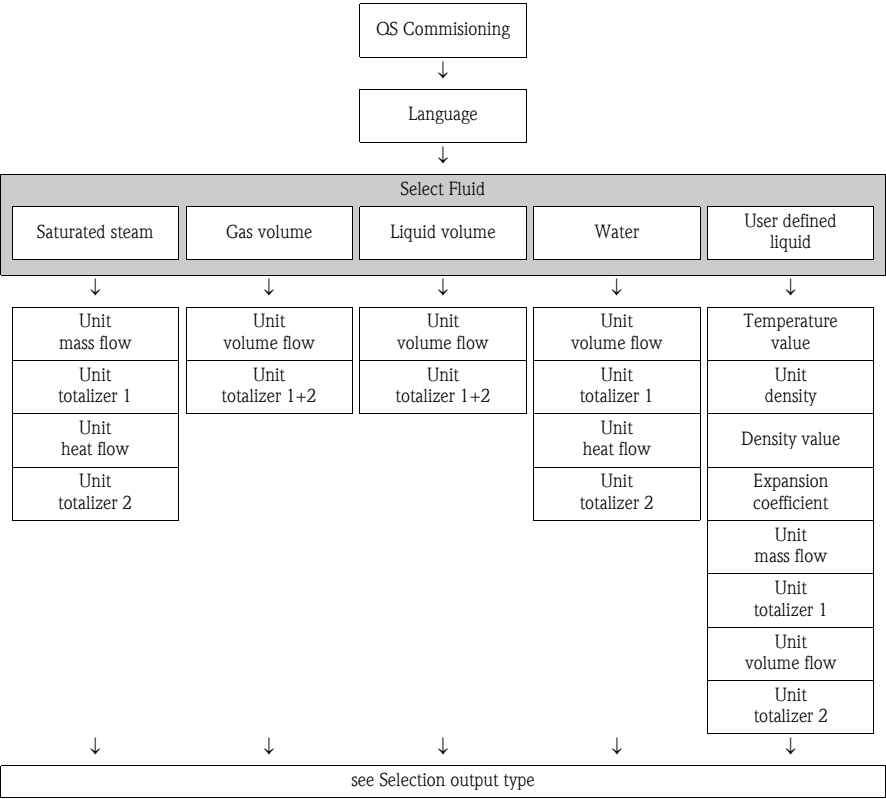 QS Commisioning
Language
Select Fluid
Saturated steam
Gas volume
Liquid volume
Water
User defined
liquid
Unit
mass flow
Unit
totalizer 1
Unit
heat flow
Unit
totalizer 2
Unit
volume flow
Unit
totalizer 1+2
Unit
volume flow
Unit
totalizer 1+2
Unit
volume flow
Unit
totalizer 1
Unit
heat flow
Unit
totalizer 2
Temperature
value
Unit
density
Density value
Expansion
coefficient
Unit
mass flow
Unit
totalizer 1
Unit
volume flow
Unit
totalizer 2
see Selection output type